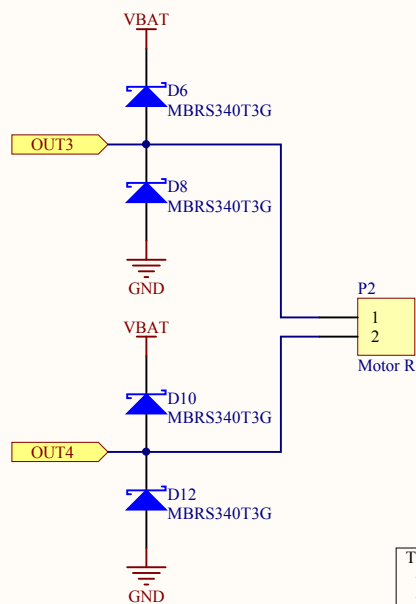 VBAT
D6
MBRS340T3G
OUT3
D8
MBRS340T3G
GND
P2
1
2
Motor R
VBAT
D10
MBRS340T3G
OUT4
D12
MBRS340T3G
GND
T